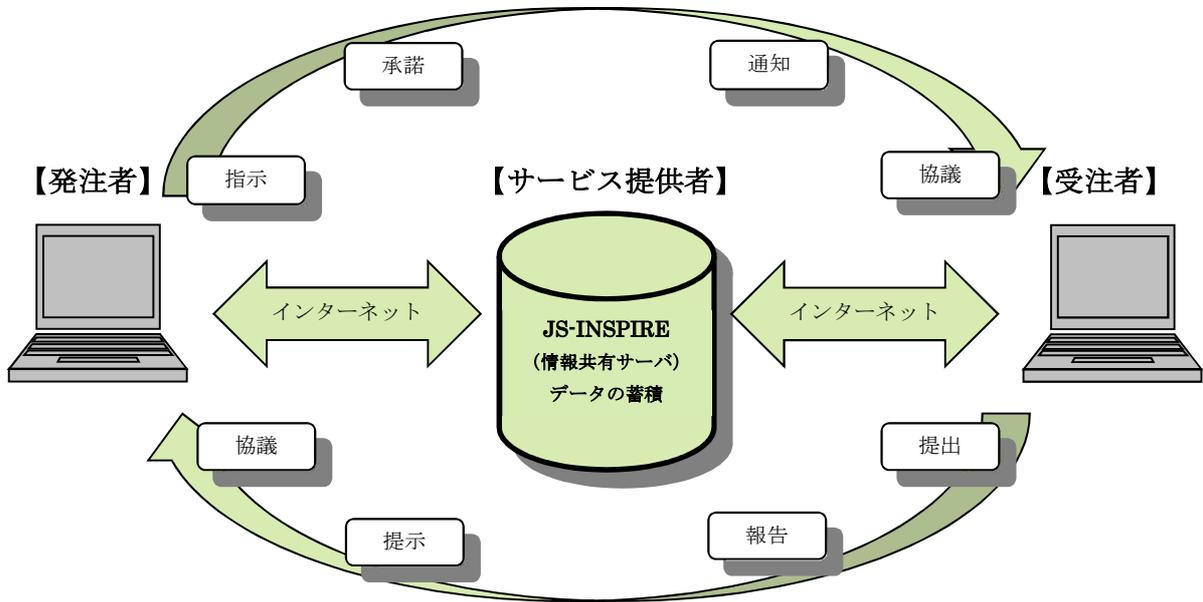 承諾
通知
指示
協議
【発注者】
【サービス提供者】
【受注者】
インターネット
JS-INSPIRE
（情報共有サーバ）
データの蓄積
インターネット
協議
提出
提示
報告